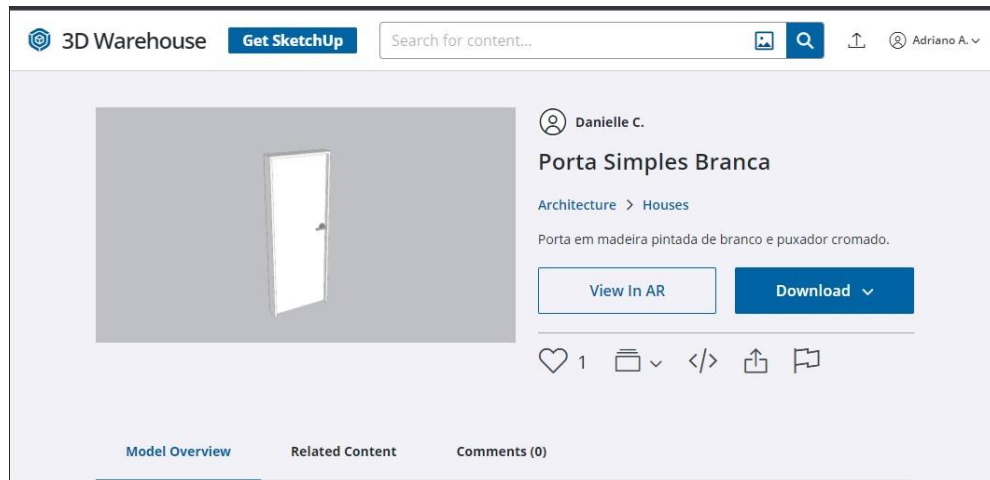 3D Warehouse Get SketchUp Search for content... Adriano A.
Danielle C.
Porta Simples Branca
Architecture > Houses
Porta em madeira pintada de branco e puxador cromado.
View In AR Download
1 </>
Model Overview Related Content Comments (0)